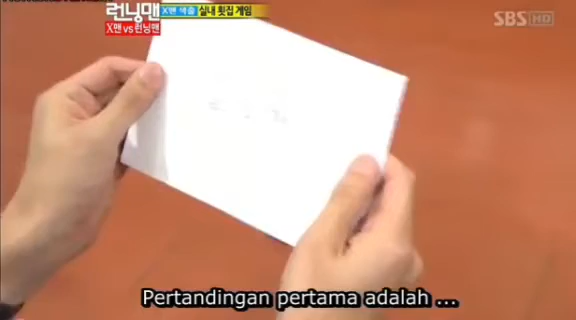 런닝맨
X맨 vs 런닝맨
X맨 색출 실내 횟집 게임
SBS HD
Pertandingan pertama adalah ...